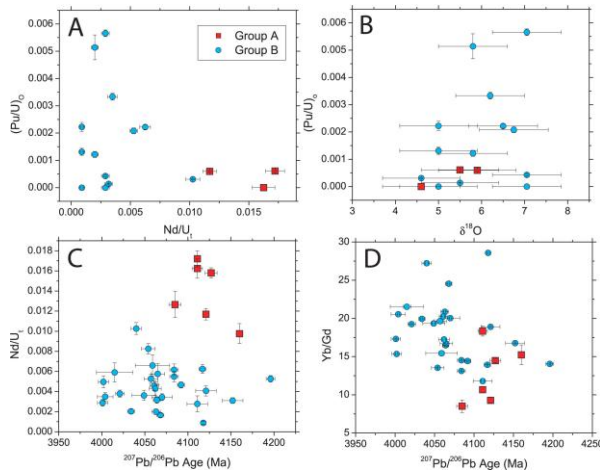 A
Group A
Group B
(Pu/U)O
0.006
0.005
0.004
0.003
0.002
0.001
0.000
0.000 0.005 0.010 0.015
Nd/Ut
B
(Pu/U)o
0.006
0.005
0.004
0.003
0.002
0.001
0.000
3 4 5 6 7 8
δ18O
C
Nd/Ut
0.018
0.016
0.014
0.012
0.010
0.008
0.006
0.004
0.002
0.000
3950 4000 4050 4100 4150 4200
207Pb/206Pb Age (Ma)
D
Yb/Gd
30
25
20
15
10
5
3950 4000 4050 4100 4150 4200
207Pb/206Pb Age (Ma)